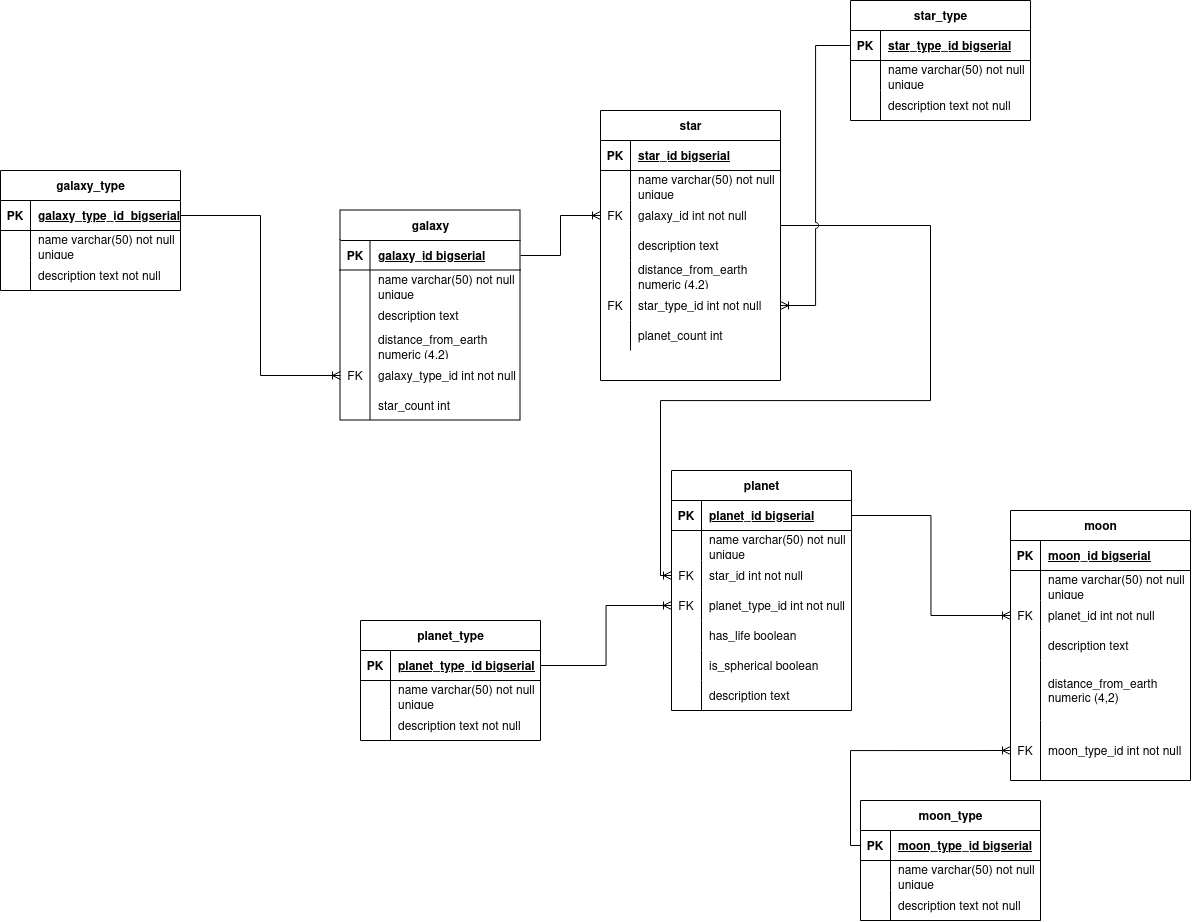 star_type
PK star_type_id bigserial
name varchar(50) not null
unique
description text not null
star
PK star_id bigserial
name varchar(50) not null
unique
FK galaxy_id int not null
description text
distance_from_earth
numeric (4,2)
FK star_type_id int not null
planet_count int
galaxy_type
PK galaxy_type_id_bigserial
name varchar(50) not null
unique
description text not null
galaxy
PK galaxy_id bigserial
name varchar(50) not null
unique
description text
distance_from_earth
numeric (4,2)
FK galaxy_type_id int not null
star_count int
planet
PK planet_id bigserial
name varchar(50) not null
unique
FK star_id int not null
FK planet_type_id int not null
has_life boolean
is_spherical boolean
description text
moon
PK moon_id bigserial
name varchar(50) not null
unique
FK planet_id int not null
description text
distance_from_earth
numeric (4,2)
FK moon_type_id int not null
planet_type
PK planet_type_id bigserial
name varchar(50) not null
unique
description text not null
moon_type
PK moon_type_id bigserial
name varchar(50) not null
unique
description text not null